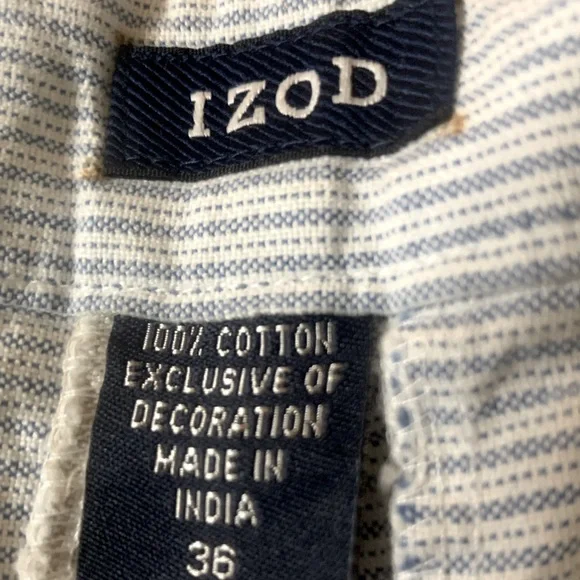 IZOD
100% COTTON
EXCLUSIVE OF
DECORATION
MADE IN
INDIA
36